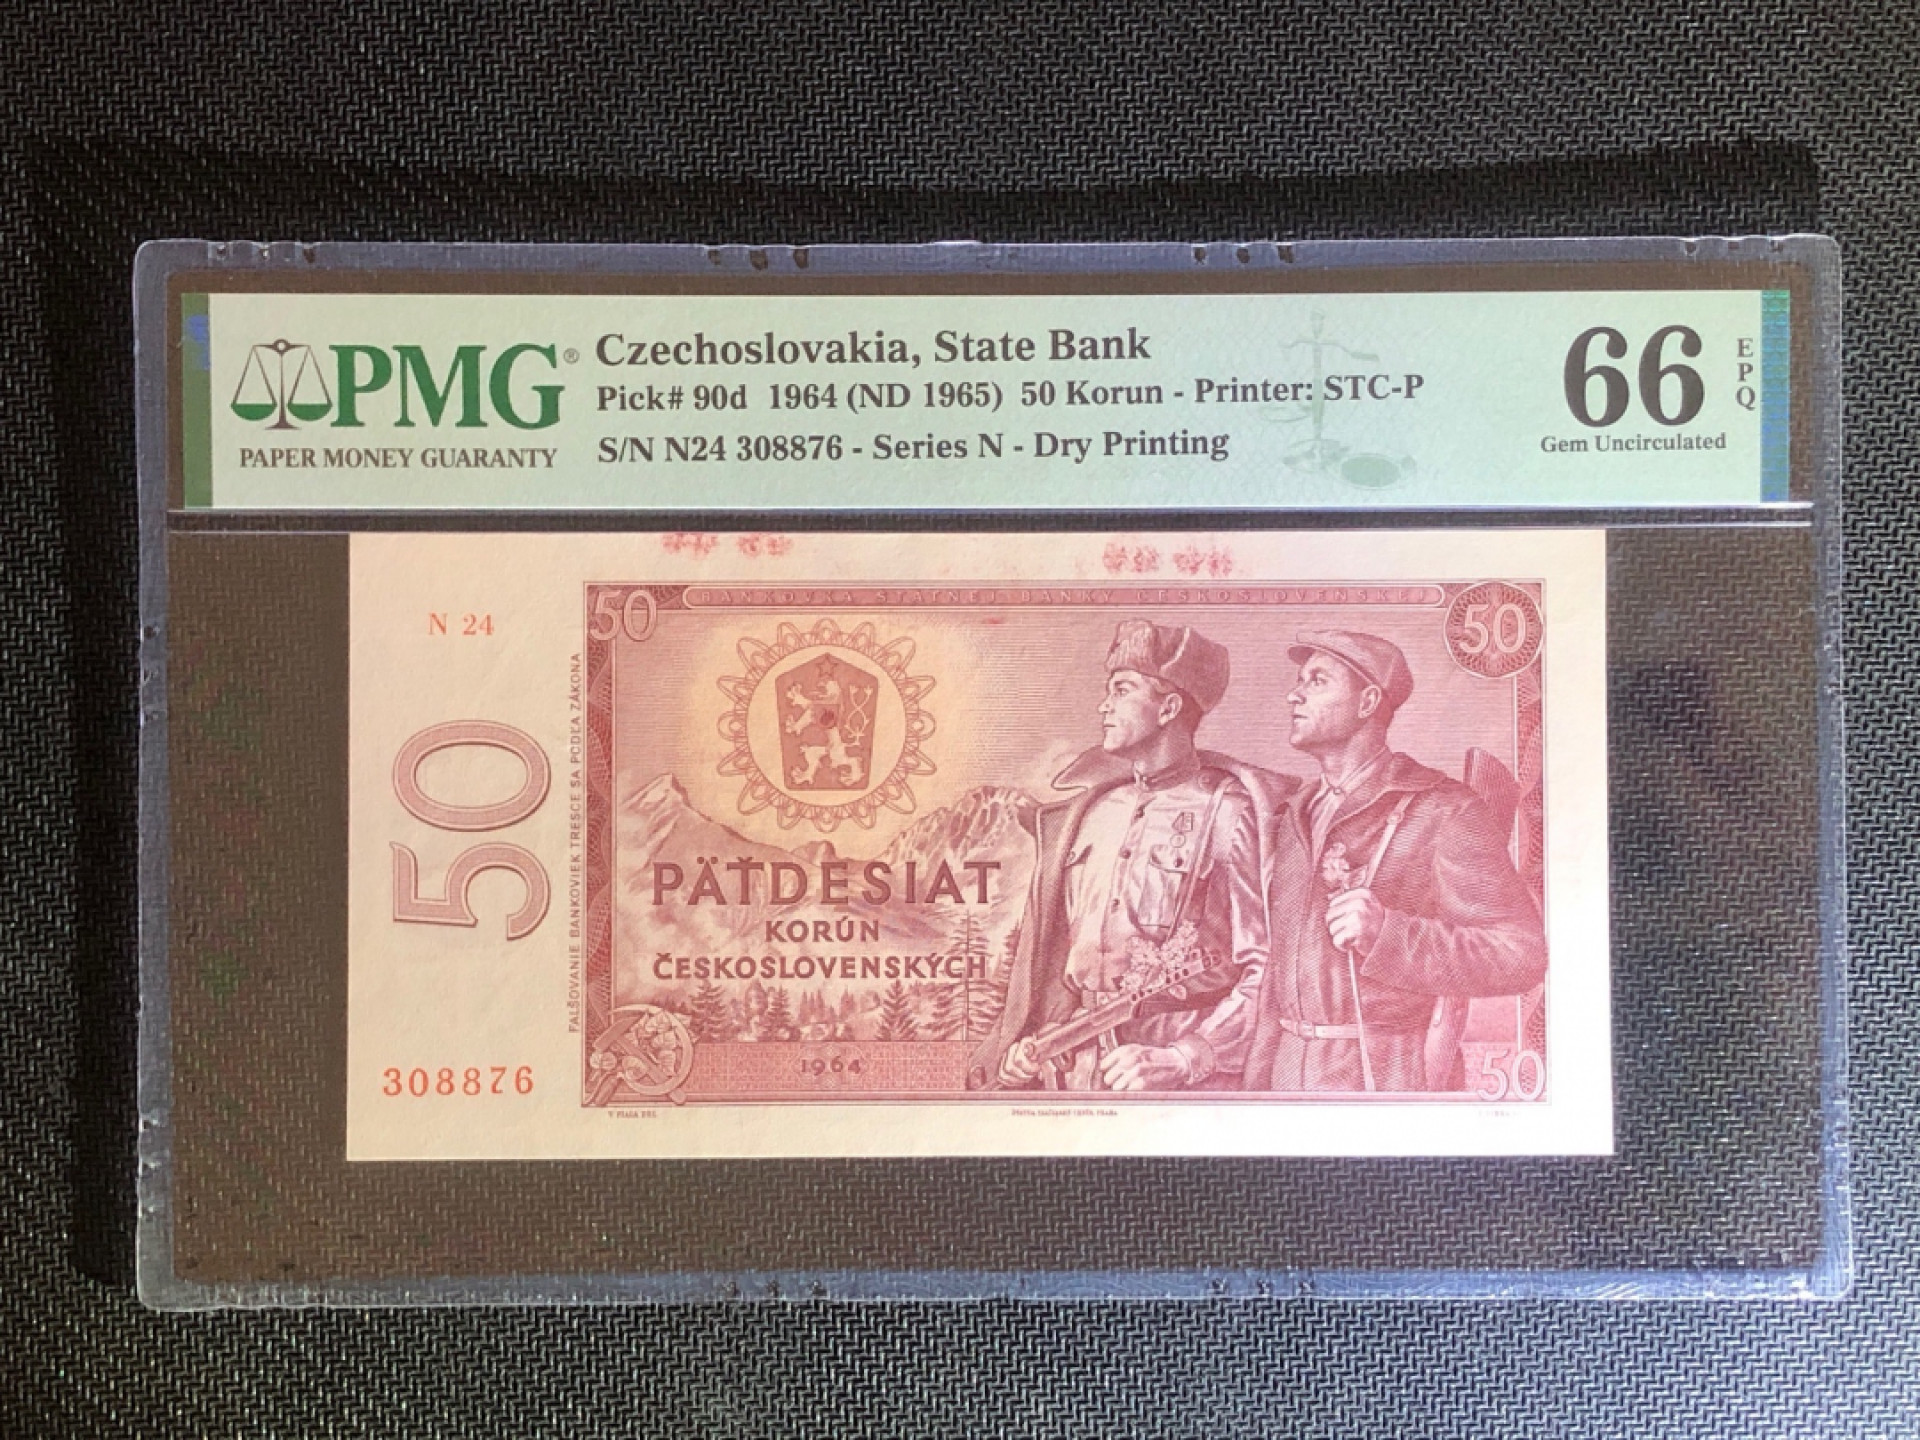 PMG®
PAPER MONEY GUARANTY
Czechoslovakia, State Bank
Pick# 90d 1964 (ND 1965) 50 Korun - Printer: STC-P
S/N N24 308876 - Series N - Dry Printing
66
EPQ
Gem Uncirculated
N 24
50
BANKOVKA STÁTNEJ BANKY ČESKOSLOVENSKEJ
50
50
FALŠOVANIE BANKOVIEK TRESCE SA PODĽA ZÁKONA
PÄŤDESIAT
KORÚN
ČESKOSLOVENSKÝCH
308876
1964
50